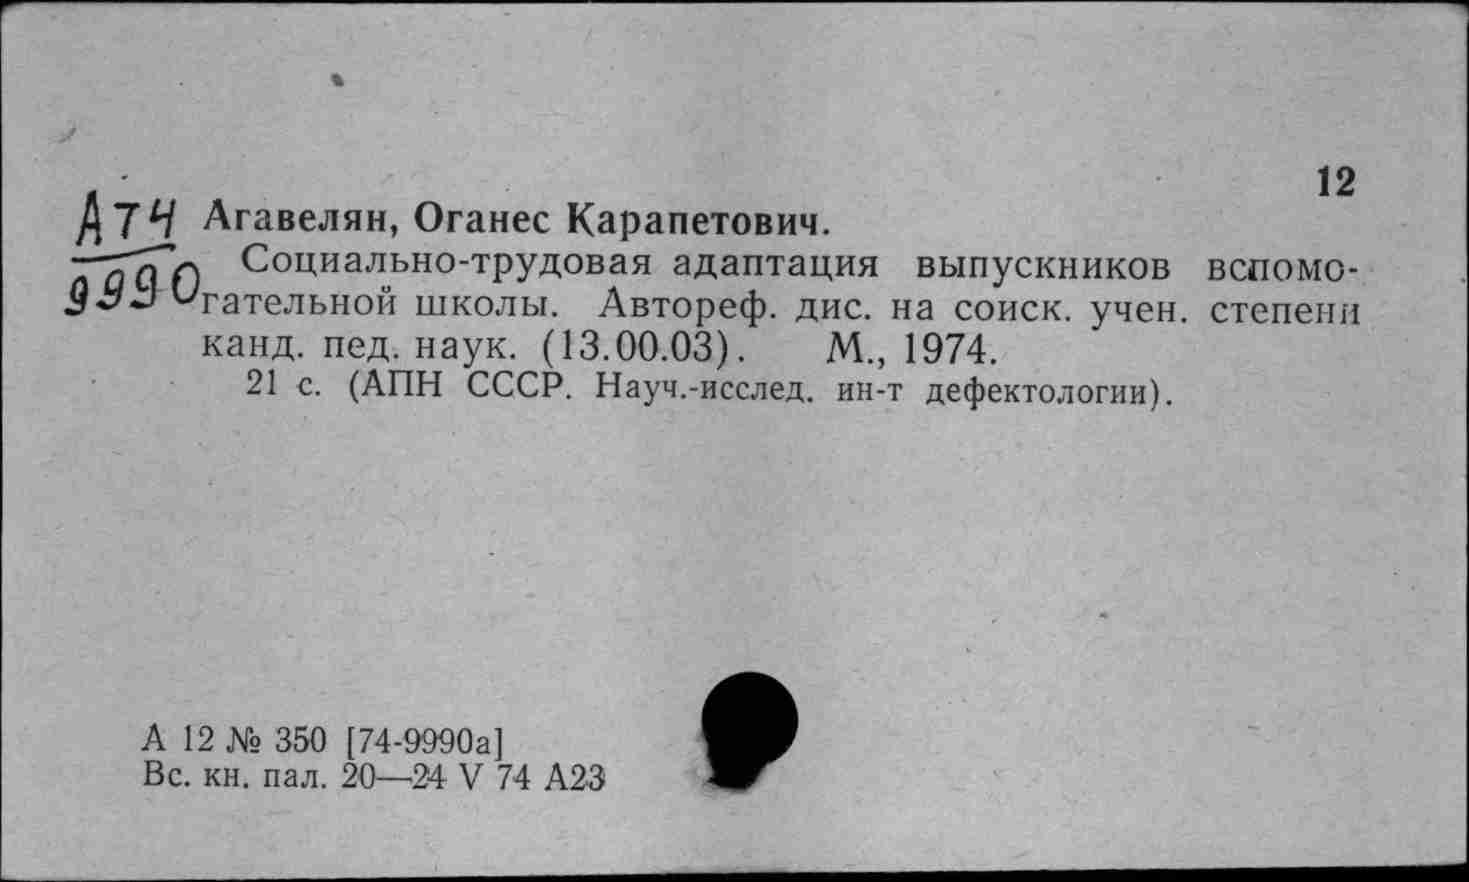 12
А74 Агавелян, Оганес Карапетович.
9990 Социально-трудовая адаптация выпускников вспомо-
гательной школы. Автореф. дис. на соиск. учен. степени
канд. пед. наук. (13.00.03). М., 1974.
21 с. (АПН СССР. Науч.-исслед. ин-т дефектологии).
А 12 № 350 [74-9990а]
Вс. кн. пал. 20—24 V 74 А23